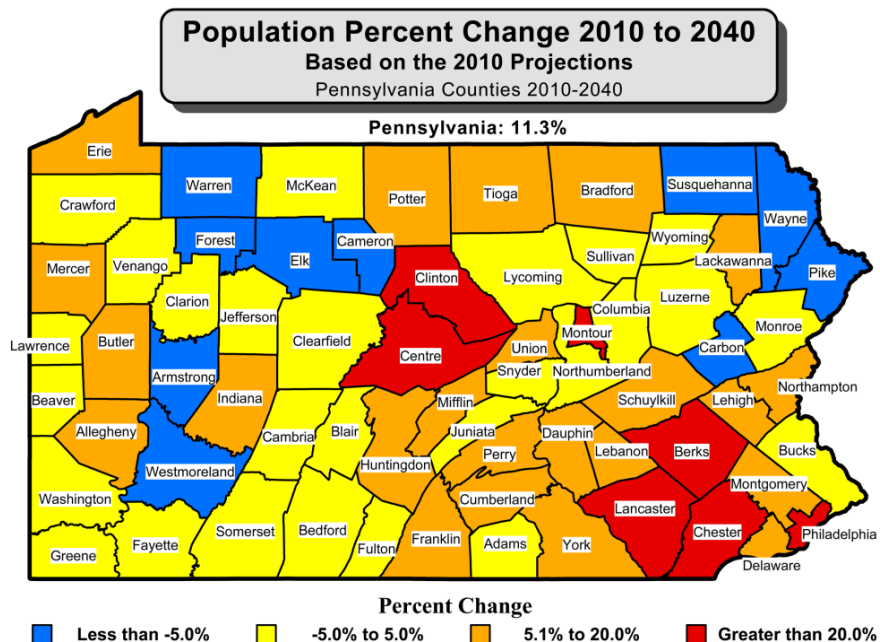 Population Percent Change 2010 to 2040
Based on the 2010 Projections
Pennsylvania Counties 2010-2040
Pennsylvania: 11.3%
Erie
Warren
McKean
Potter
Tioga
Bradford
Susquehanna
Wayne
Crawford
Forest
Elk
Cameron
Sullivan
Wyoming
Lackawanna
Pike
Mercer
Venango
Clinton
Lycoming
Clarion
Jefferson
Clearfield
Columbia
Luzerne
Monroe
Lawrence
Butler
Centre
Union
Montour
Carbon
Armstrong
Snyder
Northumberland
Northampton
Beaver
Indiana
Mifflin
Schuylkill
Lehigh
Allegheny
Cambria
Blair
Juniata
Dauphin
Bucks
Westmoreland
Huntingdon
Perry
Lebanon
Berks
Montgomery
Washington
Cumberland
Lancaster
Chester
Philadelphia
Greene
Fayette
Somerset
Bedford
Fulton
Franklin
Adams
York
Delaware
Percent Change
Less than -5.0%
-5.0% to 5.0%
5.1% to 20.0%
Greater than 20.0%